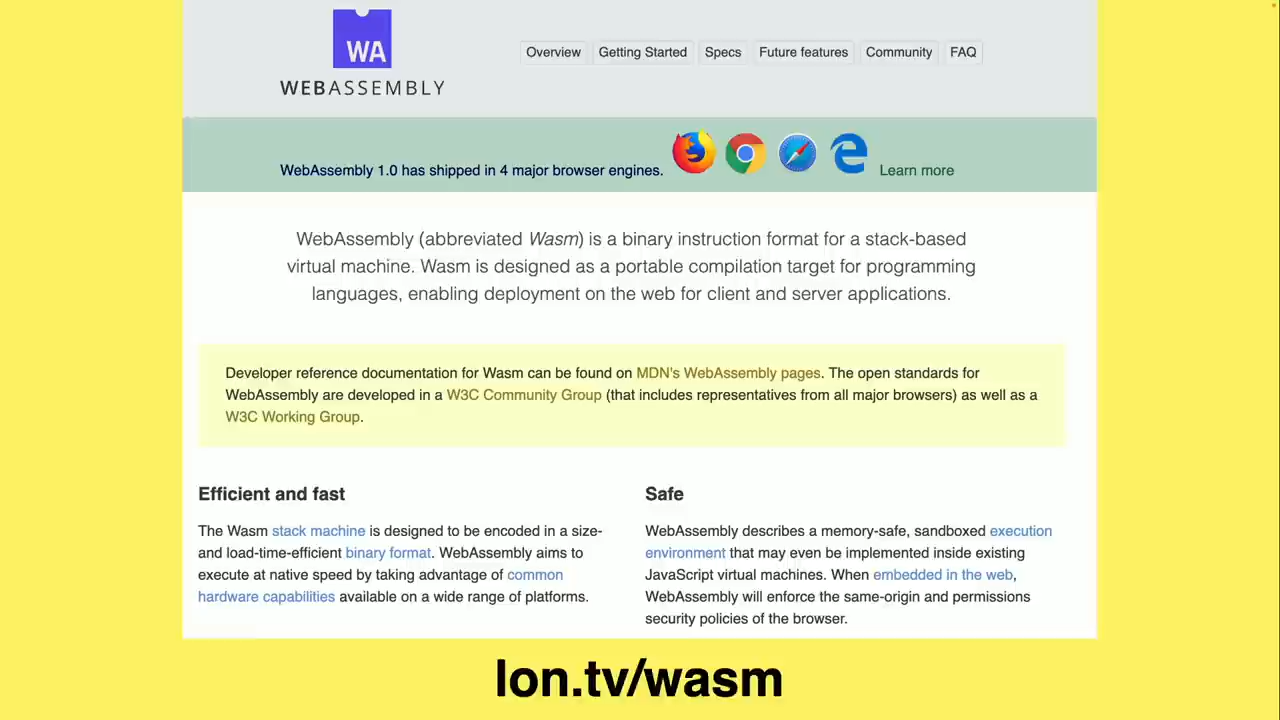 WA
WEBASSEMBLY
Overview Getting Started Specs Future features Community FAQ
WebAssembly 1.0 has shipped in 4 major browser engines. Learn more
WebAssembly (abbreviated Wasm) is a binary instruction format for a stack-based
virtual machine. Wasm is designed as a portable compilation target for programming
languages, enabling deployment on the web for client and server applications.
Developer reference documentation for Wasm can be found on MDN's WebAssembly pages. The open standards for
WebAssembly are developed in a W3C Community Group (that includes representatives from all major browsers) as well as a
W3C Working Group.
Efficient and fast
The Wasm stack machine is designed to be encoded in a size-
and load-time-efficient binary format. WebAssembly aims to
execute at native speed by taking advantage of common
hardware capabilities available on a wide range of platforms.
Safe
WebAssembly describes a memory-safe, sandboxed execution
environment that may even be implemented inside existing
JavaScript virtual machines. When embedded in the web,
WebAssembly will enforce the same-origin and permissions
security policies of the browser.
lon.tv/wasm